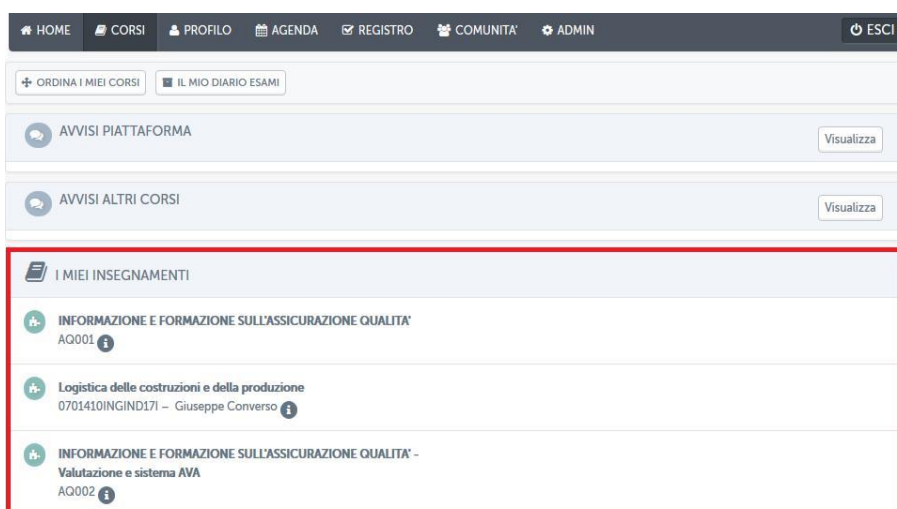 HOME CORSI PROFILO AGENDA REGISTRO COMUNITA' ADMIN ESCI
ORDINA I MIEI CORSI IL MIO DIARIO ESAMI
AVVISI PIATTAFORMA
Visualizza
AVVISI ALTRI CORSI
Visualizza
I MIEI INSEGNAMENTI
INFORMAZIONE E FORMAZIONE SULL'ASSICURAZIONE QUALITA'
AQ001
Logistica delle costruzioni e della produzione
0701410INGIND17I – Giuseppe Converso
INFORMAZIONE E FORMAZIONE SULL'ASSICURAZIONE QUALITA' -
Valutazione e sistema AVA
AQ002